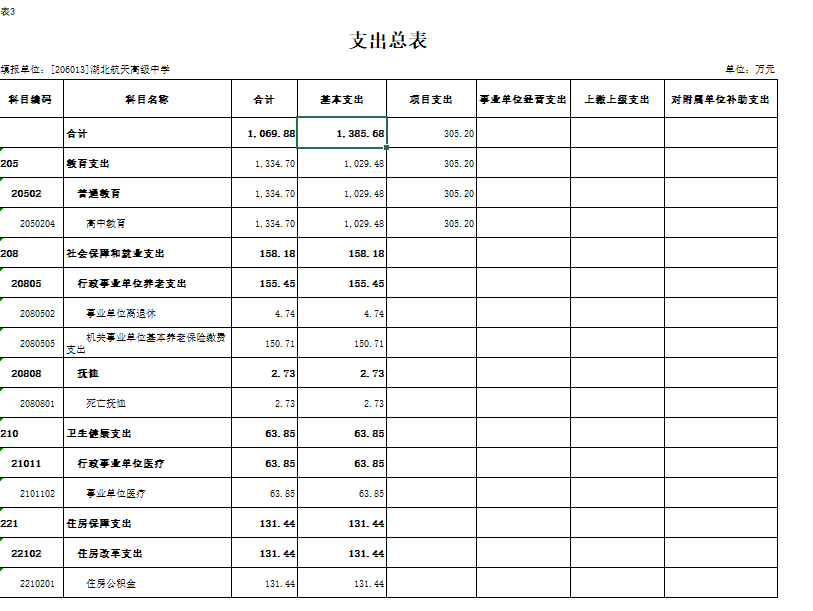 表3
支出总表
填报单位：[206013]湖北航天高级中学 单位：万元
科目编码 科目名称 合计 基本支出 项目支出 事业单位经营支出 上缴上级支出 对附属单位补助支出
合计 1,069.88 1,385.68 305.20
205 教育支出 1,334.70 1,029.48 305.20
20502 普通教育 1,334.70 1,029.48 305.20
2050204 高中教育 1,334.70 1,029.48 305.20
208 社会保障和就业支出 158.18 158.18
20805 行政事业单位养老支出 155.45 155.45
2080502 事业单位离退休 4.74 4.74
2080505 机关事业单位基本养老保险缴费 150.71 150.71
支出
20808 抚恤 2.73 2.73
2080801 死亡抚恤 2.73 2.73
210 卫生健康支出 63.85 63.85
21011 行政事业单位医疗 63.85 63.85
2101102 事业单位医疗 63.85 63.85
221 住房保障支出 131.44 131.44
22102 住房改革支出 131.44 131.44
2210201 住房公积金 131.44 131.44